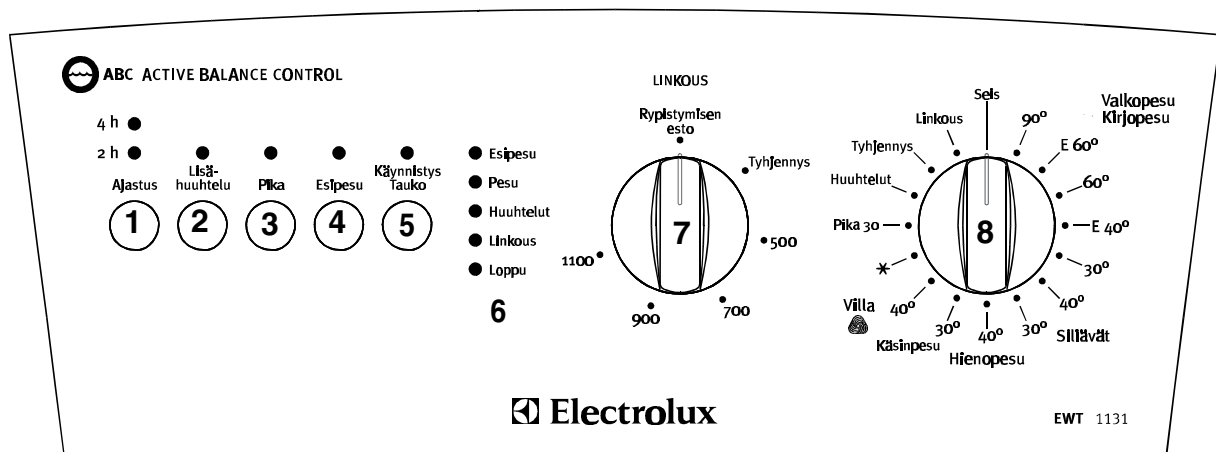 ABC ACTIVE BALANCE CONTROL
4 h
2 h
Ajastus
Lisä-
huuhtelu
Pika
Esipesu
Käynnistys
Tauko
1
2
3
4
5
Esipesu
Pesu
Huuhtelut
Linkous
Loppu
6
LINKOUS
Rypistymisen
esto
Tyhjennys
500
700
900
1100
7
Seis
90°
Valkopesu
Kirjopesu
E 60°
60°
E 40°
30°
40°
Siliävät
30°
40°
Hienopesu
30°
Käsinpesu
40°
Villa
Pika 30
Huuhtelut
Tyhjennys
Linkous
8
Electrolux
EWT 1131